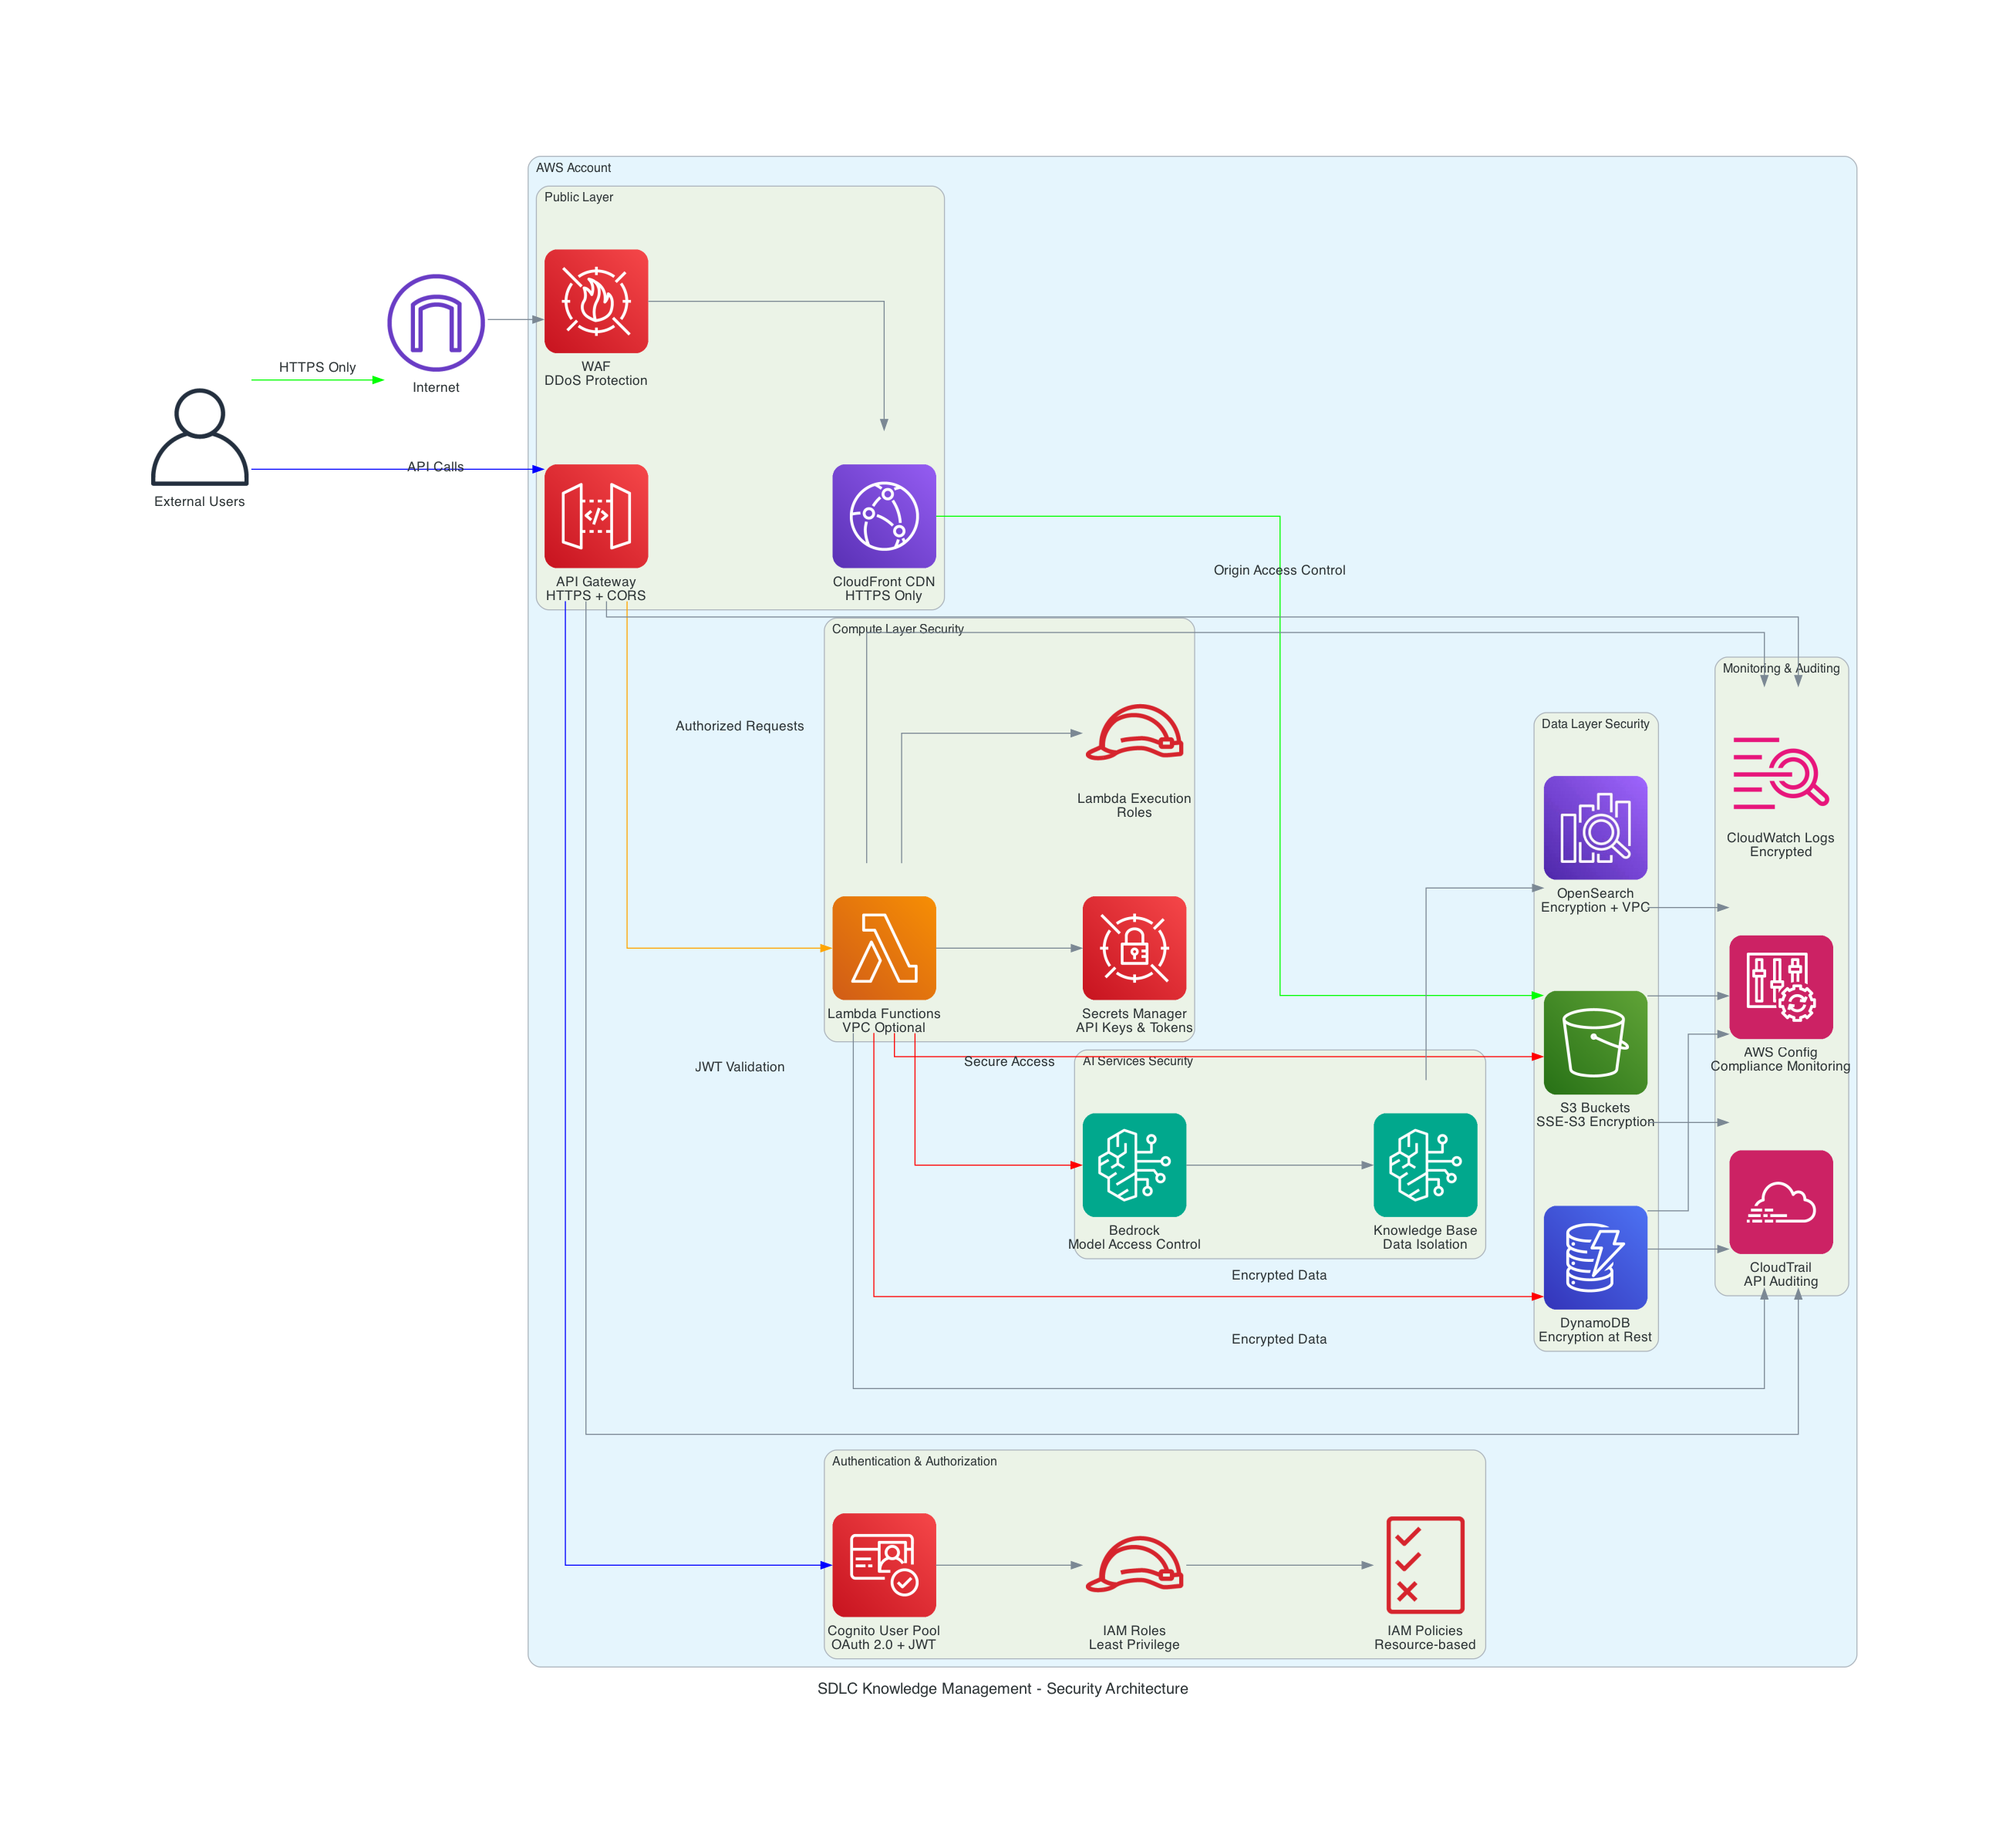 AWS Account
Public Layer
WAF
DDoS Protection
Internet
HTTPS Only
API Calls
External Users
API Gateway
HTTPS + CORS
CloudFront CDN
HTTPS Only
Origin Access Control
Compute Layer Security
Authorized Requests
Lambda Execution
Roles
Lambda Functions
VPC Optional
Secrets Manager
API Keys & Tokens
JWT Validation
Secure Access
AI Services Security
Bedrock
Model Access Control
Knowledge Base
Data Isolation
Encrypted Data
Encrypted Data
Data Layer Security
OpenSearch
Encryption + VPC
S3 Buckets
SSE-S3 Encryption
DynamoDB
Encryption at Rest
Monitoring & Auditing
CloudWatch Logs
Encrypted
AWS Config
Compliance Monitoring
CloudTrail
API Auditing
Authentication & Authorization
Cognito User Pool
OAuth 2.0 + JWT
IAM Roles
Least Privilege
IAM Policies
Resource-based
SDLC Knowledge Management - Security Architecture